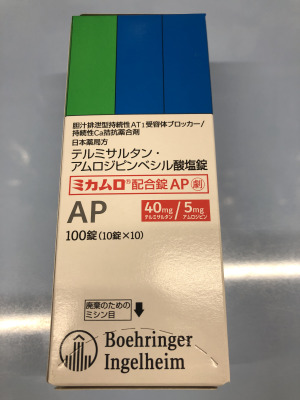 胆汁排泄型持続性AT₁受容体ブロッカー/
持続性Ca拮抗薬合剤
日本薬局方
テルミサルタン・
アムロジピンベシル酸塩錠
ミカムロ®配合錠AP 劇
AP
40mg/5mg
テルミサルタン アムロジピン
100錠(10錠×10)
廃棄のための
ミシン目
Boehringer
Ingelheim